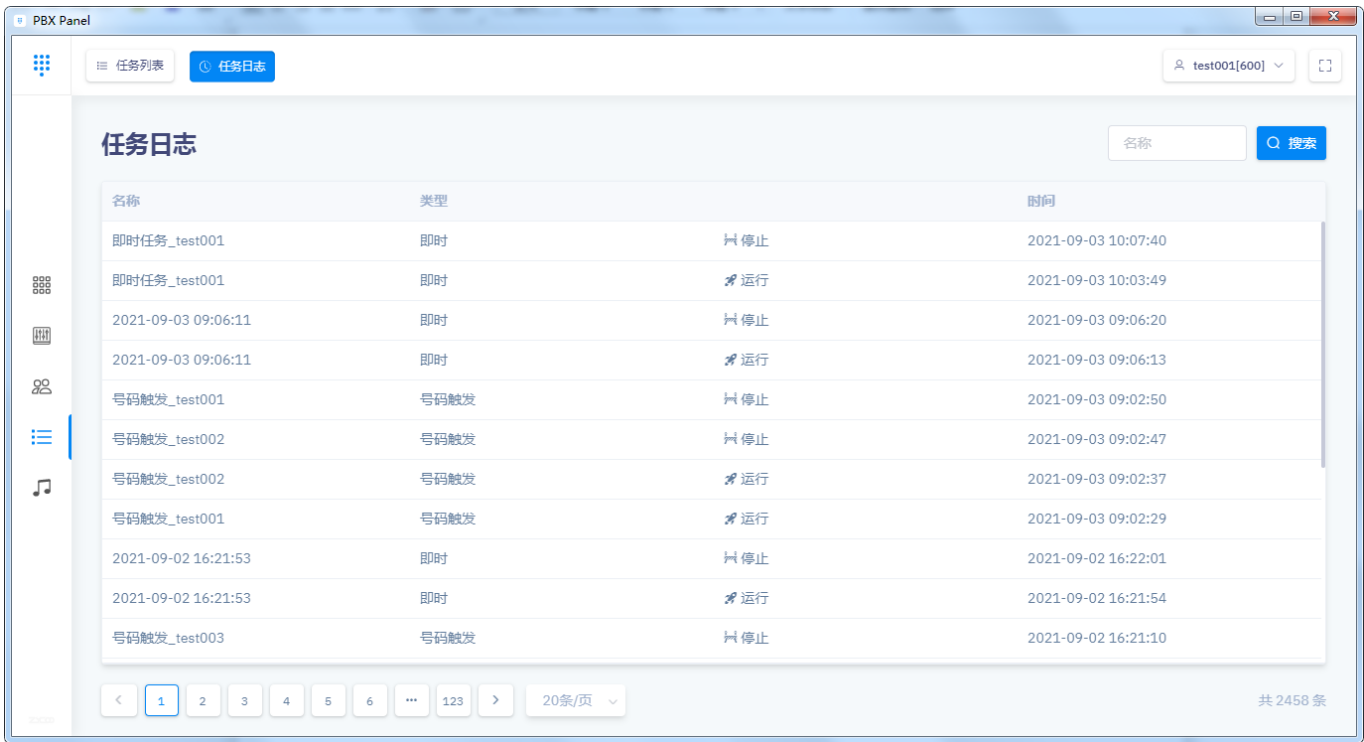 PBX Panel
任务列表 任务日志 test001[600]
任务日志 名称 搜索
名称 类型 时间
即时任务_test001 即时 停止 2021-09-03 10:07:40
即时任务_test001 即时 运行 2021-09-03 10:03:49
2021-09-03 09:06:11 即时 停止 2021-09-03 09:06:20
2021-09-03 09:06:11 即时 运行 2021-09-03 09:06:13
号码触发_test001 号码触发 停止 2021-09-03 09:02:50
号码触发_test002 号码触发 停止 2021-09-03 09:02:47
号码触发_test002 号码触发 运行 2021-09-03 09:02:37
号码触发_test001 号码触发 运行 2021-09-03 09:02:29
2021-09-02 16:21:53 即时 停止 2021-09-02 16:22:01
2021-09-02 16:21:53 即时 运行 2021-09-02 16:21:54
号码触发_test003 号码触发 停止 2021-09-02 16:21:10
< 1 2 3 4 5 6 ··· 123 > 20条/页 共 2458 条